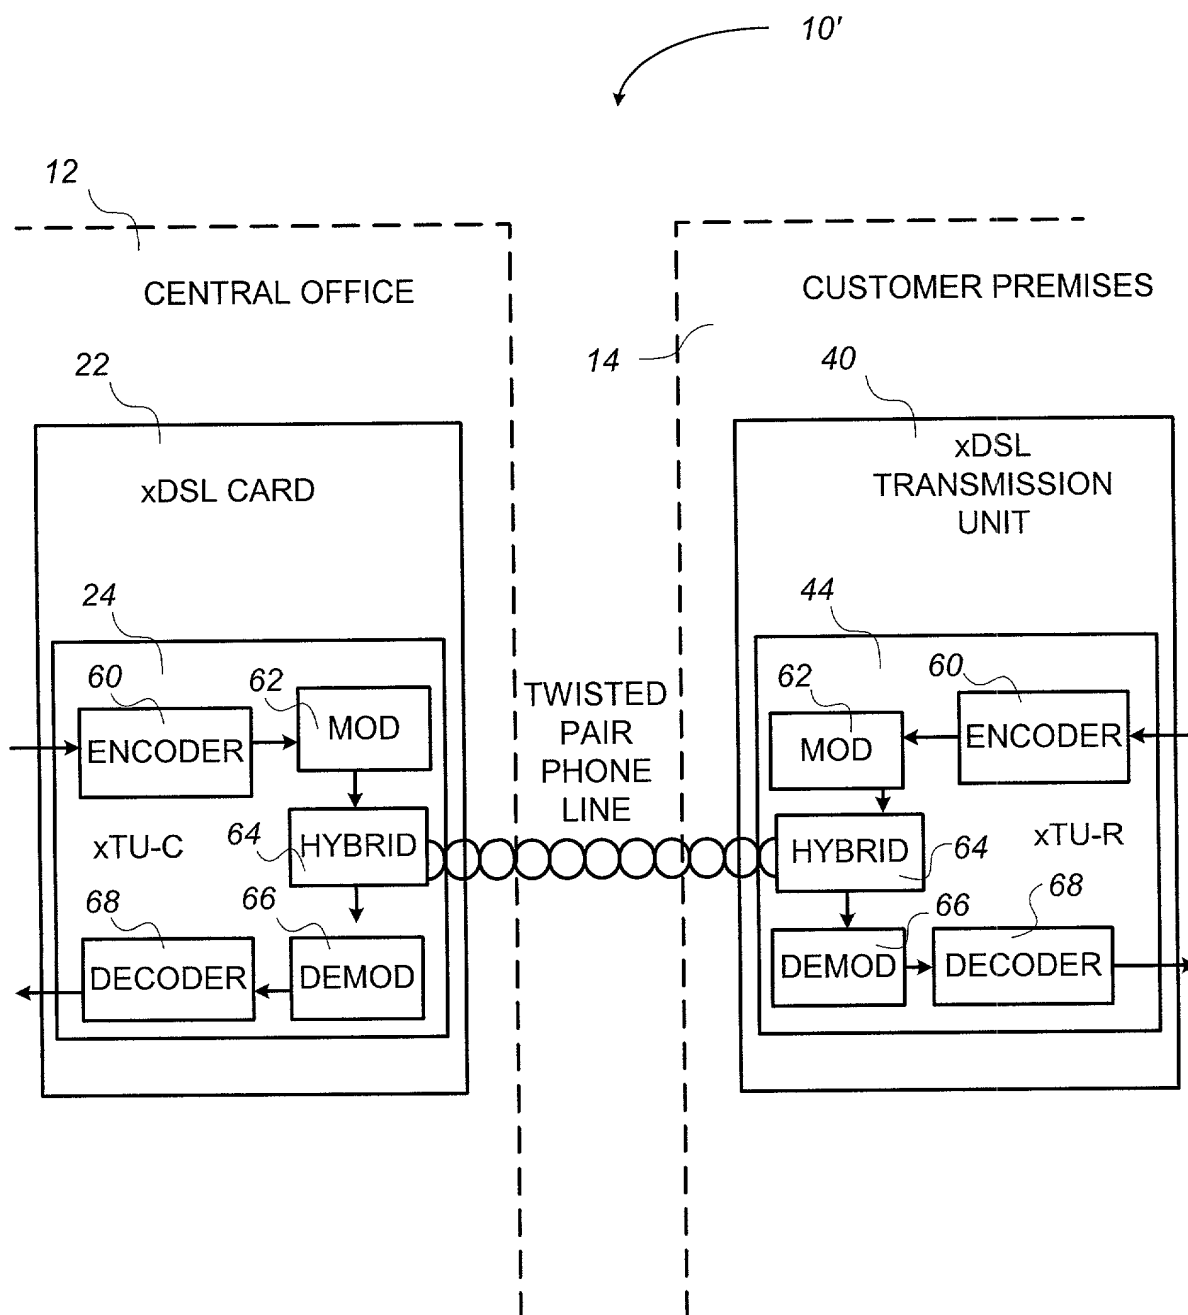 10'
12
CENTRAL OFFICE
CUSTOMER PREMISES
14
22
xDSL CARD
40
xDSL
TRANSMISSION
UNIT
24
60
ENCODER
62
MOD
HYBRID
64
xTU-C
68
DECODER
66
DEMOD
TWISTED
PAIR
PHONE
LINE
44
62
MOD
60
ENCODER
HYBRID
64
xTU-R
66
DEMOD
68
DECODER